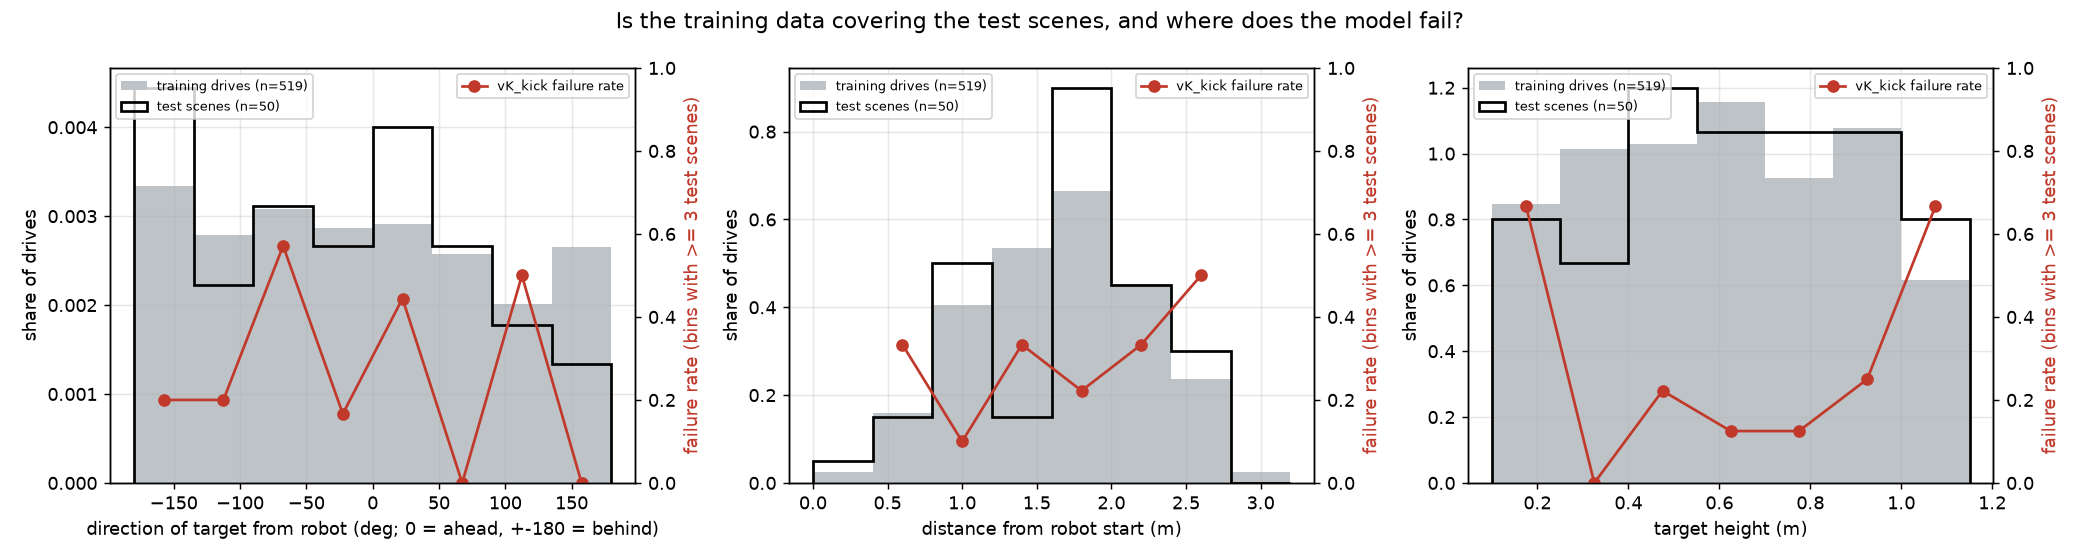 Is the training data covering the test scenes, and where does the model fail?
training drives (n=519)
test scenes (n=50)
vK_kick failure rate
share of drives
0.004
0.003
0.002
0.001
0.000
1.0
0.8
0.6
0.4
0.2
0.0
failure rate (bins with >= 3 test scenes)
−150 −100 −50 0 50 100 150
direction of target from robot (deg; 0 = ahead, +-180 = behind)
training drives (n=519)
test scenes (n=50)
vK_kick failure rate
share of drives
0.8
0.6
0.4
0.2
0.0
1.0
0.8
0.6
0.4
0.2
0.0
failure rate (bins with >= 3 test scenes)
0.0 0.5 1.0 1.5 2.0 2.5 3.0
distance from robot start (m)
training drives (n=519)
test scenes (n=50)
vK_kick failure rate
share of drives
1.2
1.0
0.8
0.6
0.4
0.2
0.0
1.0
0.8
0.6
0.4
0.2
0.0
failure rate (bins with >= 3 test scenes)
0.2 0.4 0.6 0.8 1.0 1.2
target height (m)